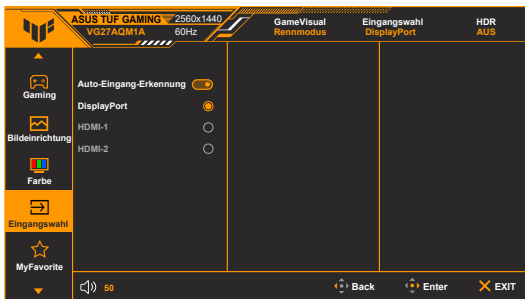 ASUS TUF GAMING 2560x1440
VG27AQM1A 60Hz
GameVisual
Rennmodus
Eingangswahl
DisplayPort
HDR
AUS
Gaming
Bildeinrichtung
Farbe
Eingangswahl
MyFavorite
Auto-Eingang-Erkennung
DisplayPort
HDMI-1
HDMI-2
50
Back
Enter
EXIT